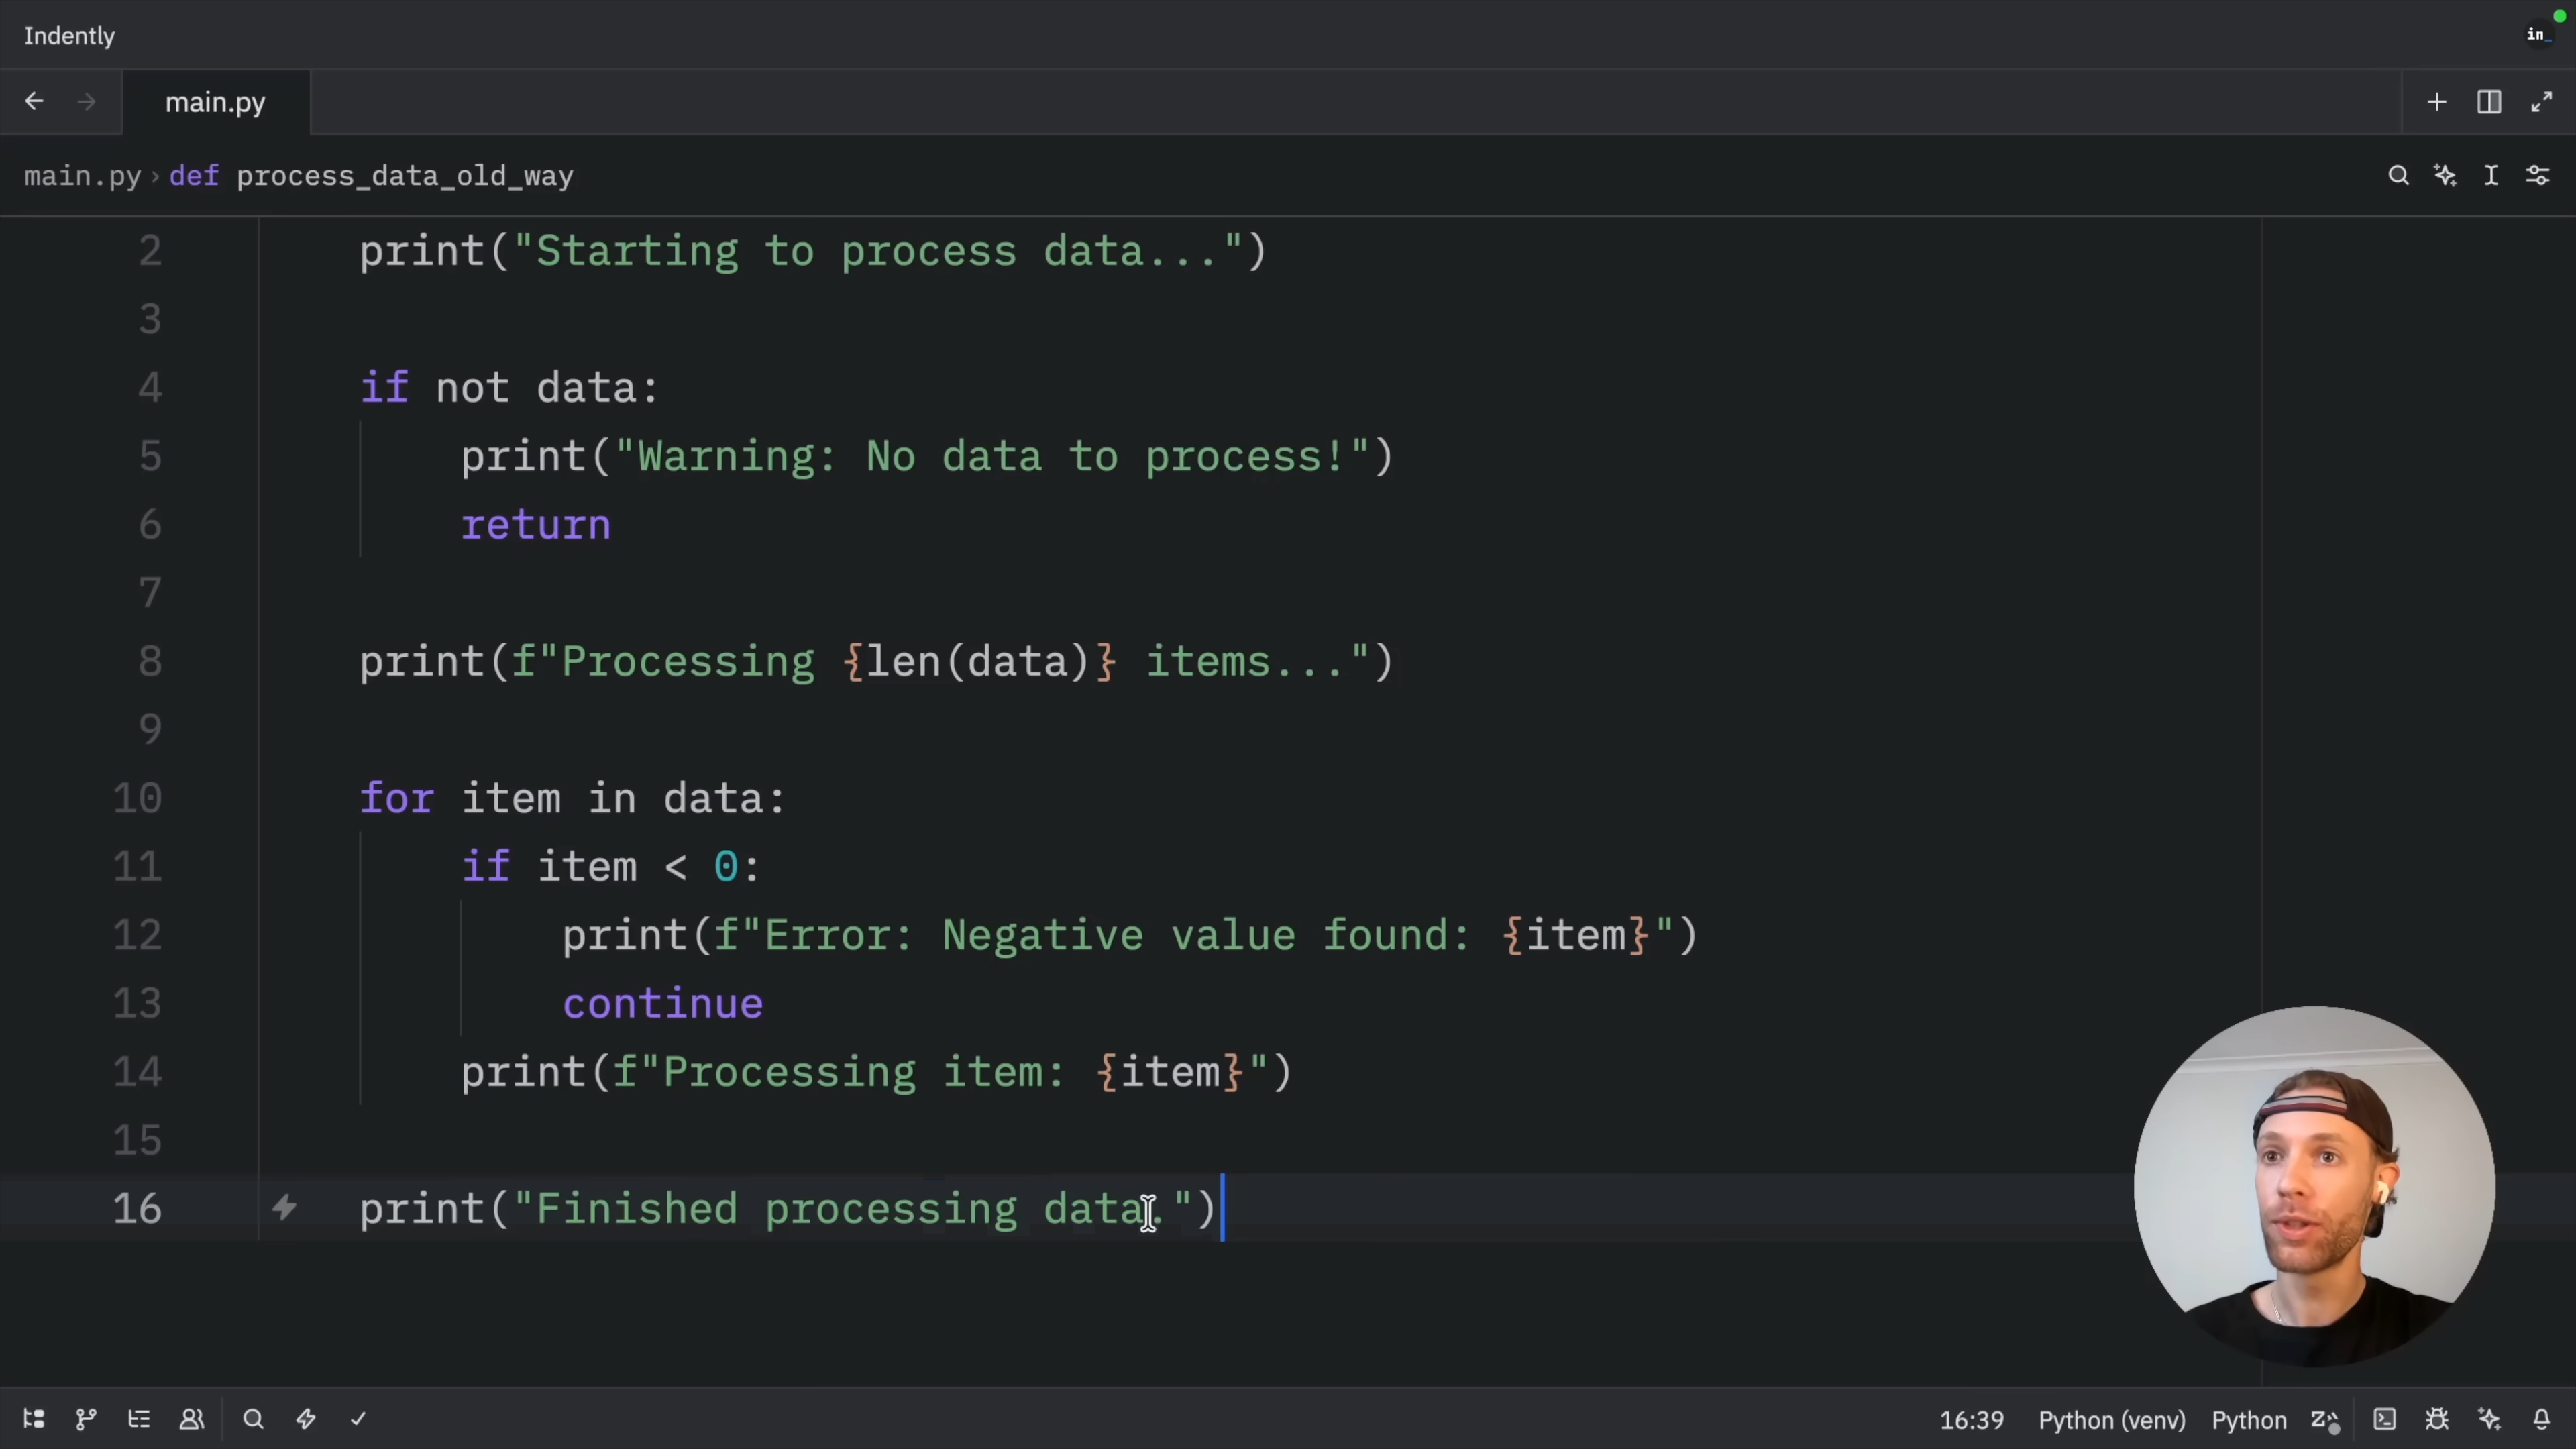 Indently
in_
main.py
main.py › def process_data_old_way
2 print("Starting to process data...")
3
4 if not data:
5 print("Warning: No data to process!")
6 return
7
8 print(f"Processing {len(data)} items...")
9
10 for item in data:
11 if item < 0:
12 print(f"Error: Negative value found: {item}")
13 continue
14 print(f"Processing item: {item}")
15
16 print("Finished processing data.")
16:39 Python (venv) Python